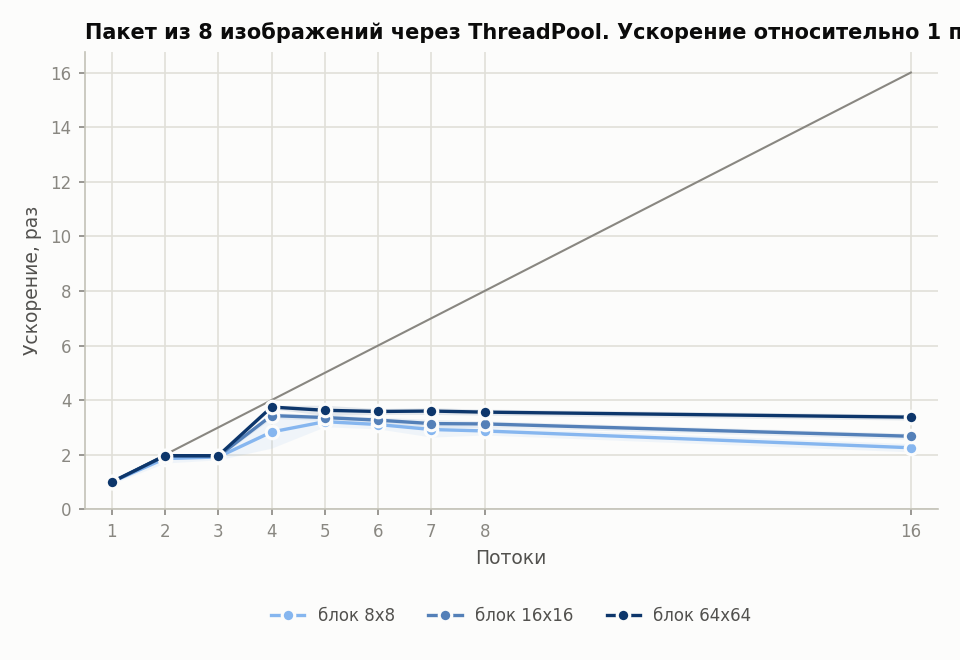 Пакет из 8 изображений через ThreadPool. Ускорение относительно 1 п
16
14
12
10
8
6
4
2
0
Ускорение, раз
1 2 3 4 5 6 7 8 16
Потоки
блок 8x8 блок 16x16 блок 64x64